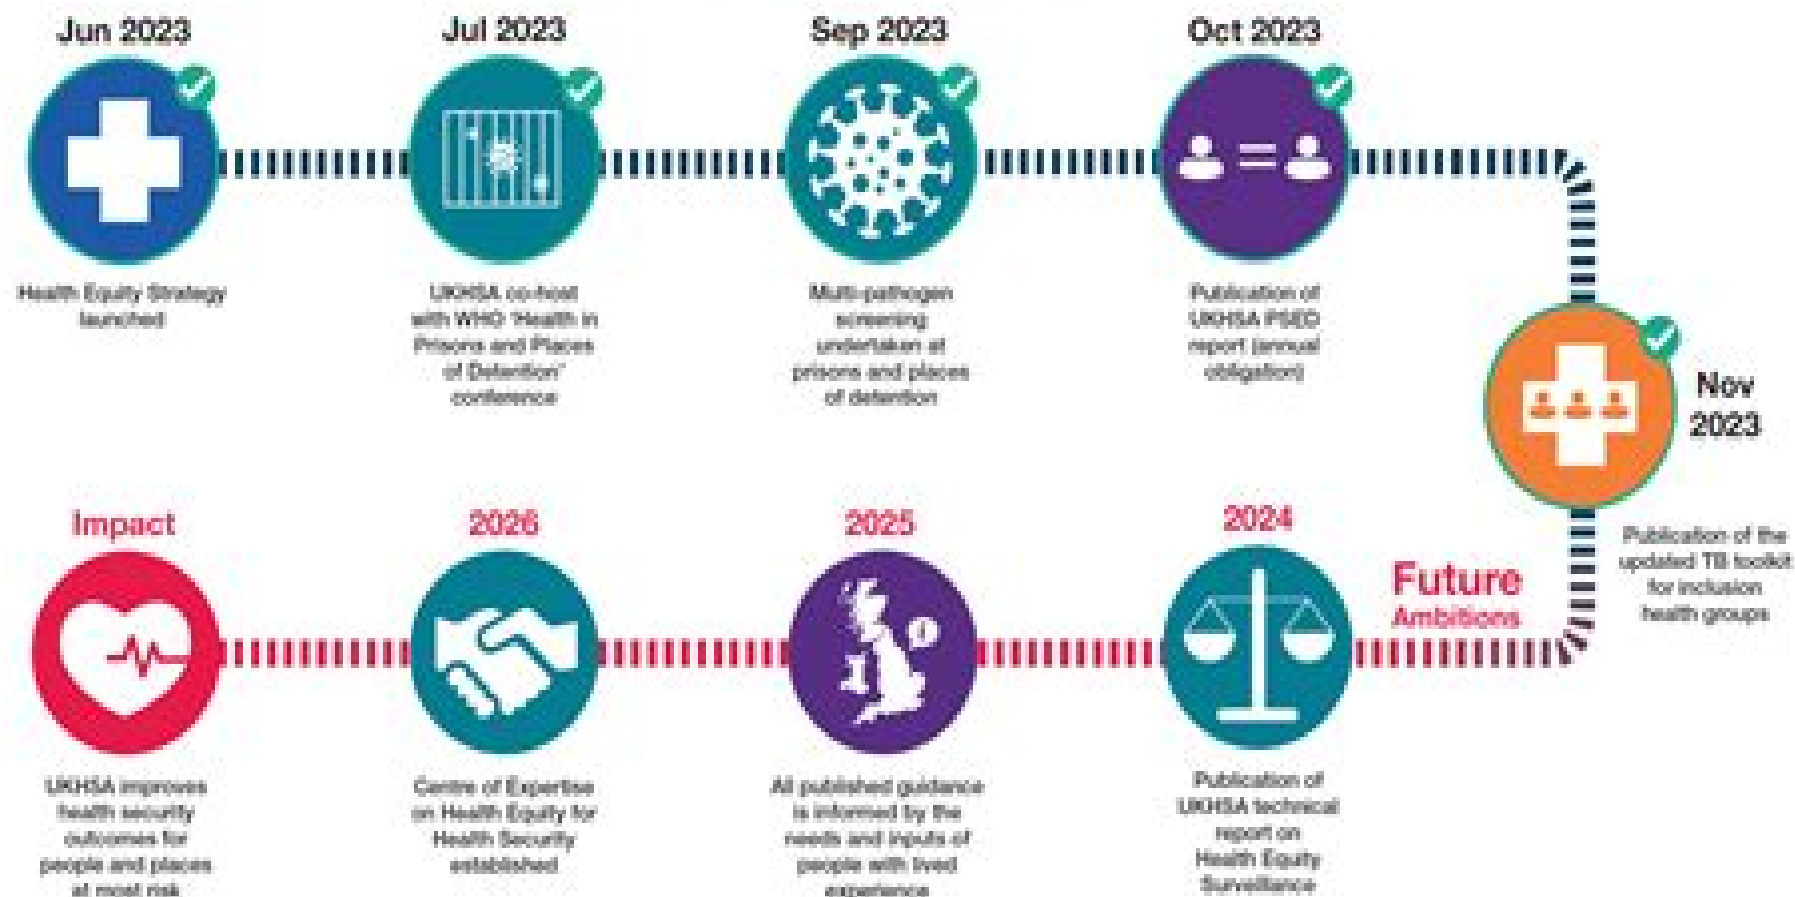 Jun 2023
Health Equity Strategy
launched
Jul 2023
UKHSA co-host
with WHO "Health in
Prisons and Places
of Detention"
conference
Sep 2023
Multi-pathogen
screening
undertaken at
prisons and places
of detention
Oct 2023
Publication of
UKHSA PSED
report (annual
obligation)
Nov
2023
Publication of the
updated TB toolkit
for inclusion
health groups
Future
Ambitions
2024
Publication of
UKHSA technical
report on
Health Equity
Surveillance
2025
All published guidance
is informed by the
needs and inputs of
people with lived
experience
2026
Centre of Expertise
on Health Equity for
Health Security
established
Impact
UKHSA improves
health security
outcomes for
people and places
at most risk